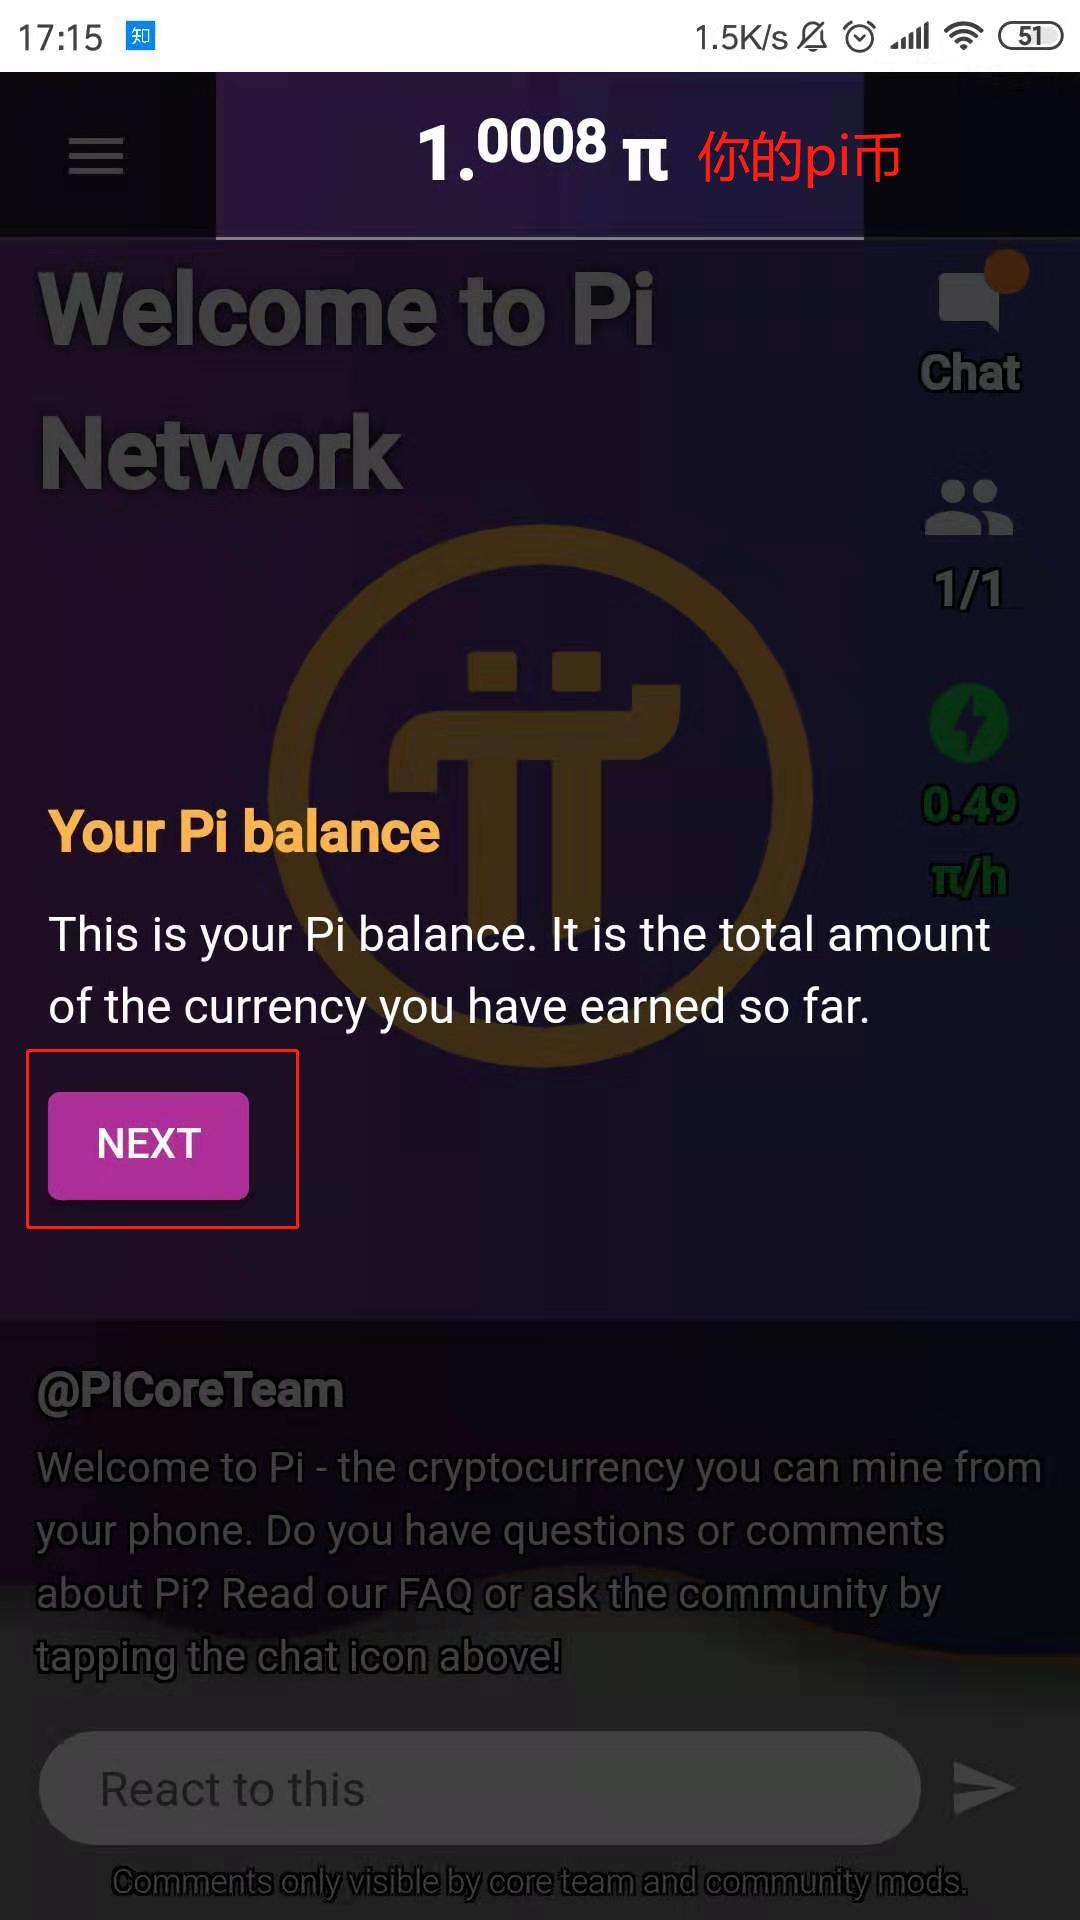 17:15 知 1.5K/s 51
1.0008 π 你的pi币
Welcome to Pi
Network
Chat
1/1
0.49
π/h
Your Pi balance
This is your Pi balance. It is the total amount
of the currency you have earned so far.
NEXT
@PiCoreTeam
Welcome to Pi - the cryptocurrency you can mine from
your phone. Do you have questions or comments
about Pi? Read our FAQ or ask the community by
tapping the chat icon above!
React to this
Comments only visible by core team and community mods.